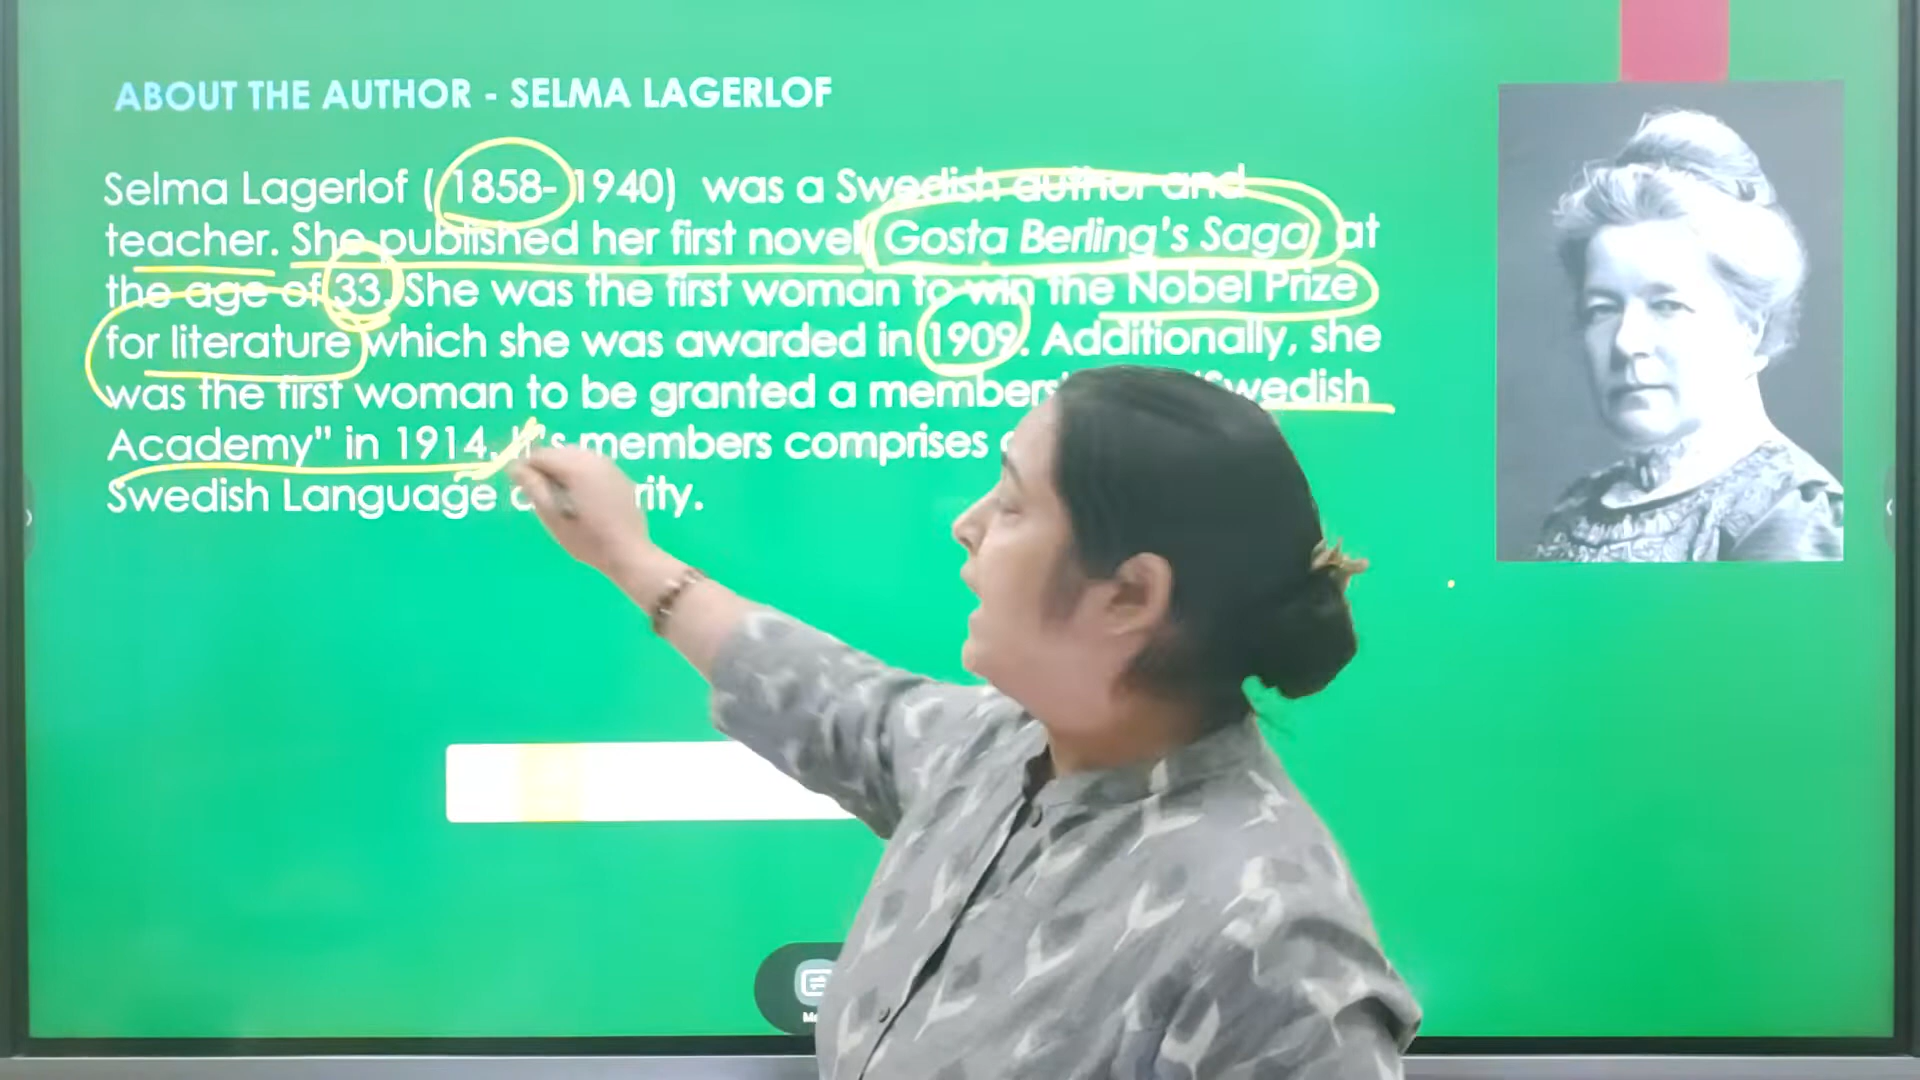 ABOUT THE AUTHOR - SELMA LAGERLOF
Selma Lagerlof ( 1858- 1940) was a Swedish author and
teacher. She published her first novel Gosta Berling's Saga at
the age of 33. She was the first woman to win the Nobel Prize
for literature which she was awarded in 1909. Additionally, she
was the first woman to be granted a "Swedish
Academy" in 1914. It's members comprises
Swedish Language